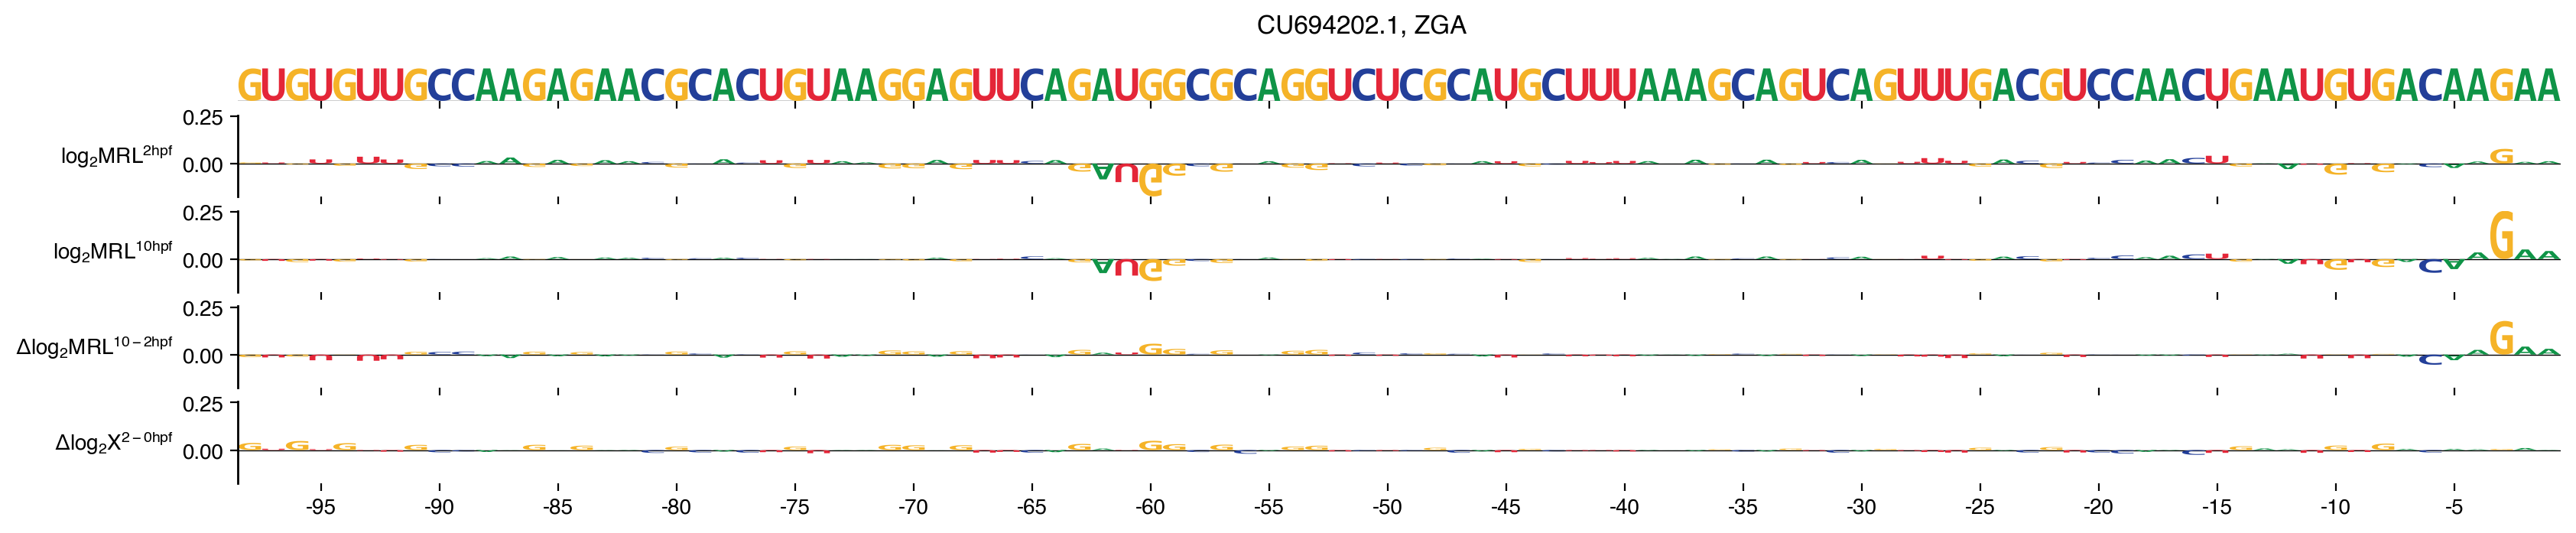 CU694202.1, ZGA
GUGUGUUGCCAAGAGAACGCACUGUAAGGAGUUCAGAUGGCGCAGGUCUCGCAUGCUUUAAAGCAGUCAGUUUGACGUCCAACUGAAUGUGACAAGAA
0.25
log₂MRL²ʰᵖᶠ 0.00
0.25
log₂MRL¹⁰ʰᵖᶠ 0.00
0.25
Δlog₂MRL¹⁰⁻²ʰᵖᶠ 0.00
0.25
Δlog₂X²⁻⁰ʰᵖᶠ 0.00
-95 -90 -85 -80 -75 -70 -65 -60 -55 -50 -45 -40 -35 -30 -25 -20 -15 -10 -5